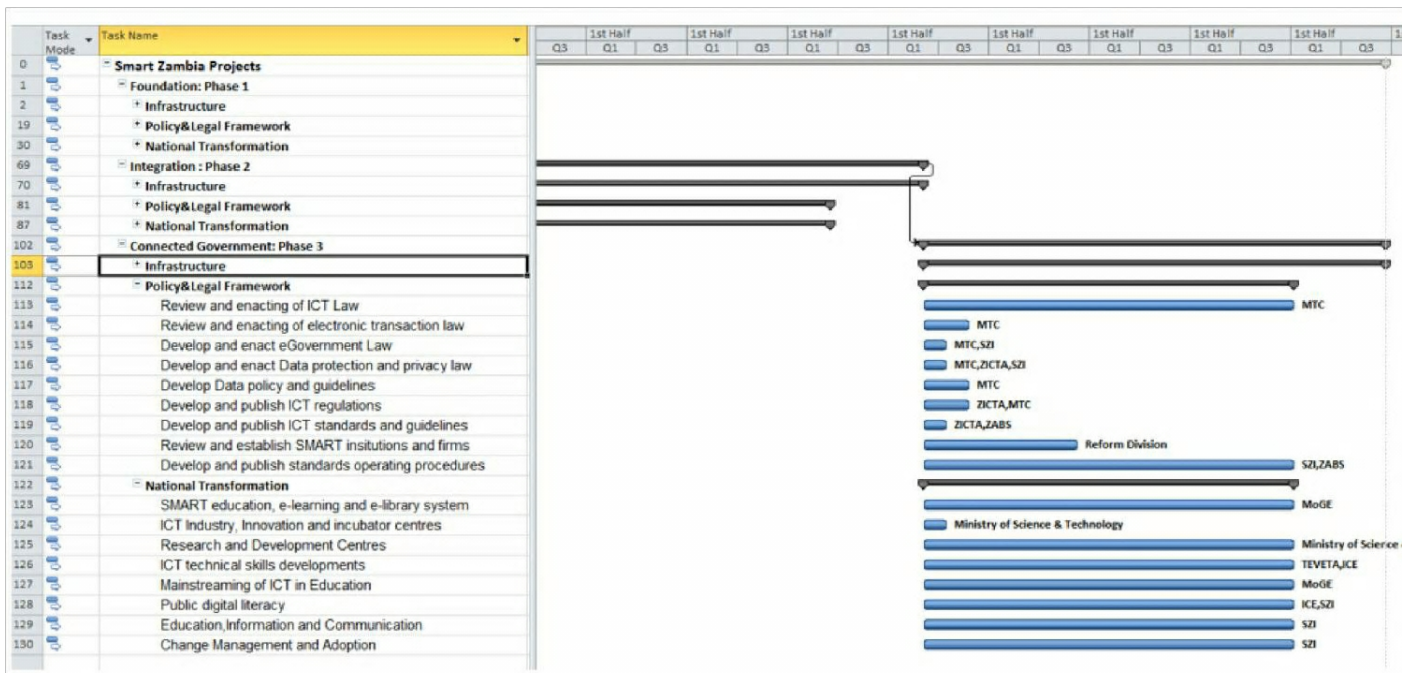 Task Mode Task Name 1st Half 1st Half 1st Half 1st Half 1st Half 1st Half 1st Half 1st Half 1
Q3 Q1 Q3 Q1 Q3 Q1 Q3 Q1 Q3 Q1 Q3 Q1 Q3 Q1 Q3 Q1 Q3
0 Smart Zambia Projects
1 Foundation: Phase 1
2 Infrastructure
19 Policy&Legal Framework
30 National Transformation
69 Integration : Phase 2
70 Infrastructure
81 Policy&Legal Framework
87 National Transformation
102 Connected Government: Phase 3
103 Infrastructure
112 Policy&Legal Framework
113 Review and enacting of ICT Law MTC
114 Review and enacting of electronic transaction law MTC
115 Develop and enact eGovernment Law MTC,SZI
116 Develop and enact Data protection and privacy law MTC,ZICTA,SZI
117 Develop Data policy and guidelines MTC
118 Develop and publish ICT regulations ZICTA,MTC
119 Develop and publish ICT standards and guidelines ZICTA,ZABS
120 Review and establish SMART insitutions and firms Reform Division
121 Develop and publish standards operating procedures SZI,ZABS
122 National Transformation
123 SMART education, e-learning and e-library system MoGE
124 ICT Industry, Innovation and incubator centres Ministry of Science & Technology
125 Research and Development Centres Ministry of Science &
126 ICT technical skills developments TEVETA,ICE
127 Mainstreaming of ICT in Education MoGE
128 Public digital literacy ICE,SZI
129 Education,Information and Communication SZI
130 Change Management and Adoption SZI